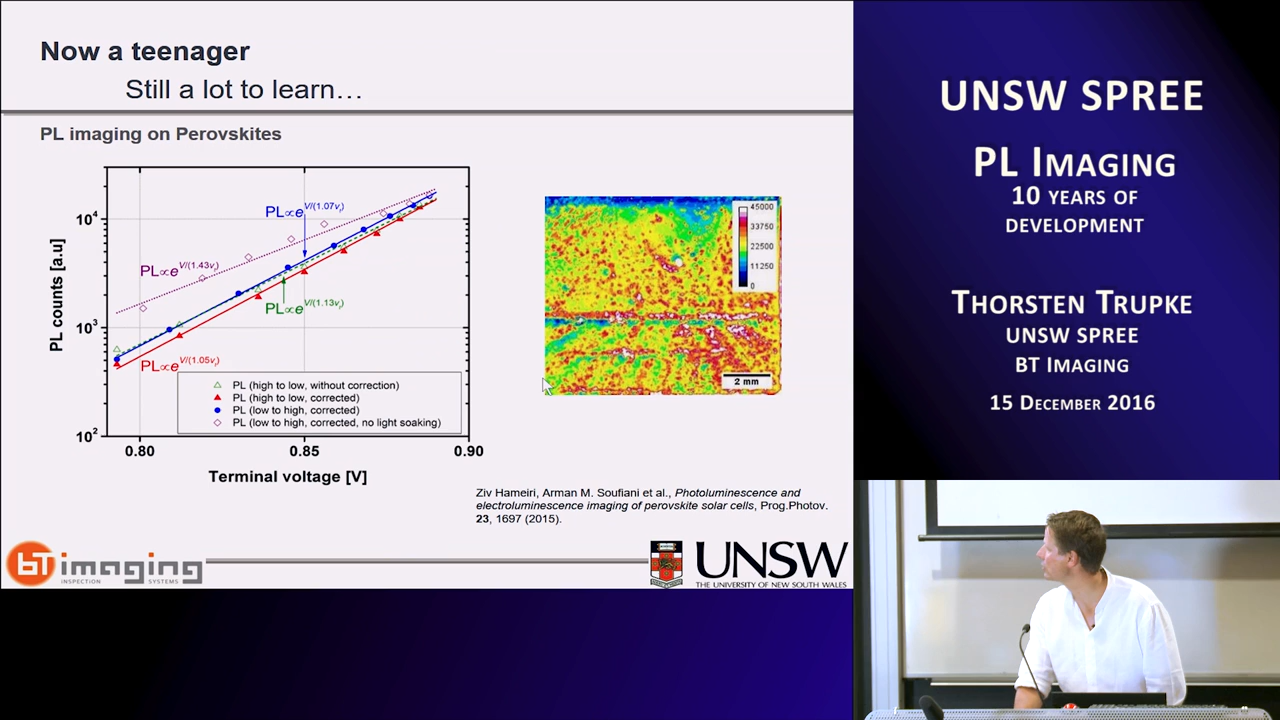 Now a teenager
Still a lot to learn…
PL imaging on Perovskites
PL counts [a.u]
10⁴
10³
10²
PL∝e^V/(1.07vₜ)
PL∝e^V/(1.43vₜ)
PL∝e^V/(1.13vₜ)
PL∝e^V/(1.05vₜ)
PL (high to low, without correction)
PL (high to low, corrected)
PL (low to high, corrected)
PL (low to high, corrected, no light soaking)
0.80
0.85
0.90
Terminal voltage [V]
45000
33750
22500
11250
0
2 mm
Ziv Hameiri, Arman M. Soufiani et al., Photoluminescence and
electroluminescence imaging of perovskite solar cells, Prog.Photov.
23, 1697 (2015).
BT imaging
INSPECTION SYSTEMS
UNSW
THE UNIVERSITY OF NEW SOUTH WALES
UNSW SPREE
PL IMAGING
10 YEARS OF
DEVELOPMENT
THORSTEN TRUPKE
UNSW SPREE
BT IMAGING
15 DECEMBER 2016